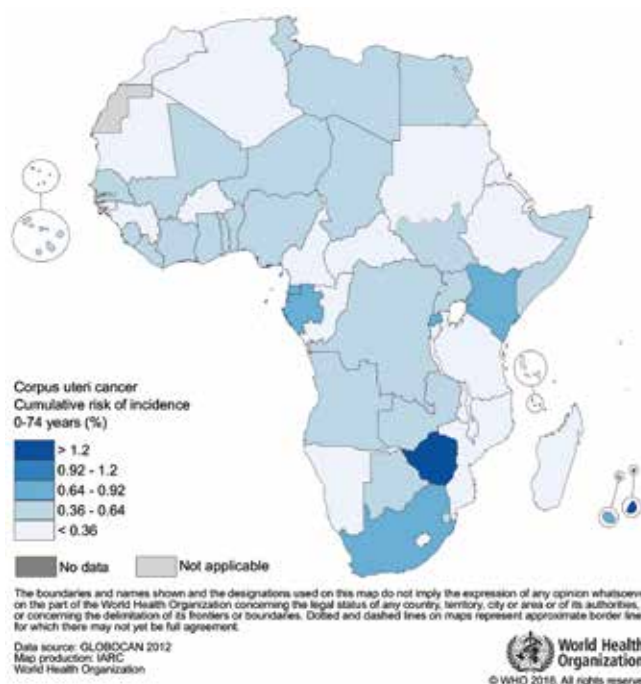 Corpus uteri cancer
Cumulative risk of incidence
0-74 years (%)
> 1.2
0.92 - 1.2
0.64 - 0.92
0.36 - 0.64
< 0.36
No data
Not applicable
The boundaries and names shown and the designations used on this map do not imply the expression of any opinion whatsoever
on the part of the World Health Organization concerning the legal status of any country, territory, city or area or of its authorities,
or concerning the delimitation of its frontiers or boundaries. Dotted and dashed lines on maps represent approximate border lines
for which there may not yet be full agreement.
Data source: GLOBOCAN 2012
Map production: IARC
World Health Organization
World Health
Organization
© WHO 2016. All rights reserved